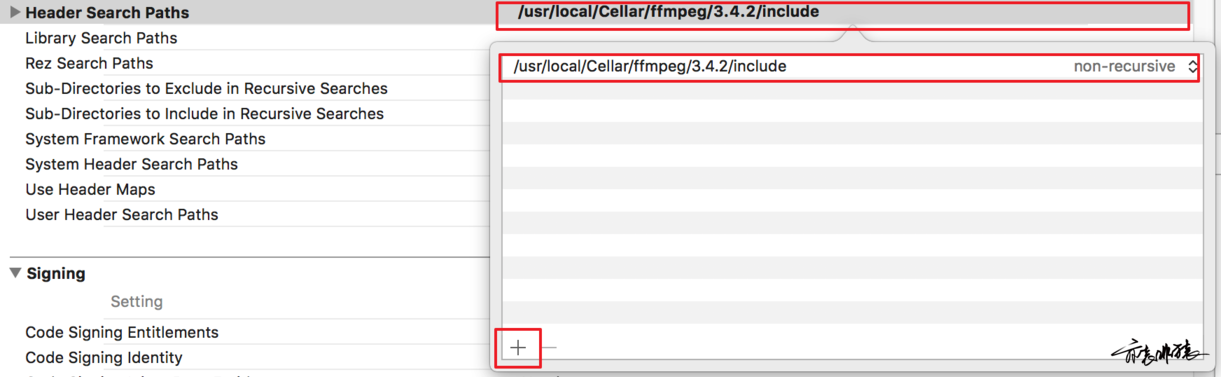 Header Search Paths
/usr/local/Cellar/ffmpeg/3.4.2/include
Library Search Paths
/usr/local/Cellar/ffmpeg/3.4.2/include non-recursive
Rez Search Paths
Sub-Directories to Exclude in Recursive Searches
Sub-Directories to Include in Recursive Searches
System Framework Search Paths
System Header Search Paths
Use Header Maps
User Header Search Paths
Signing
Setting
Code Signing Entitlements
Code Signing Identity